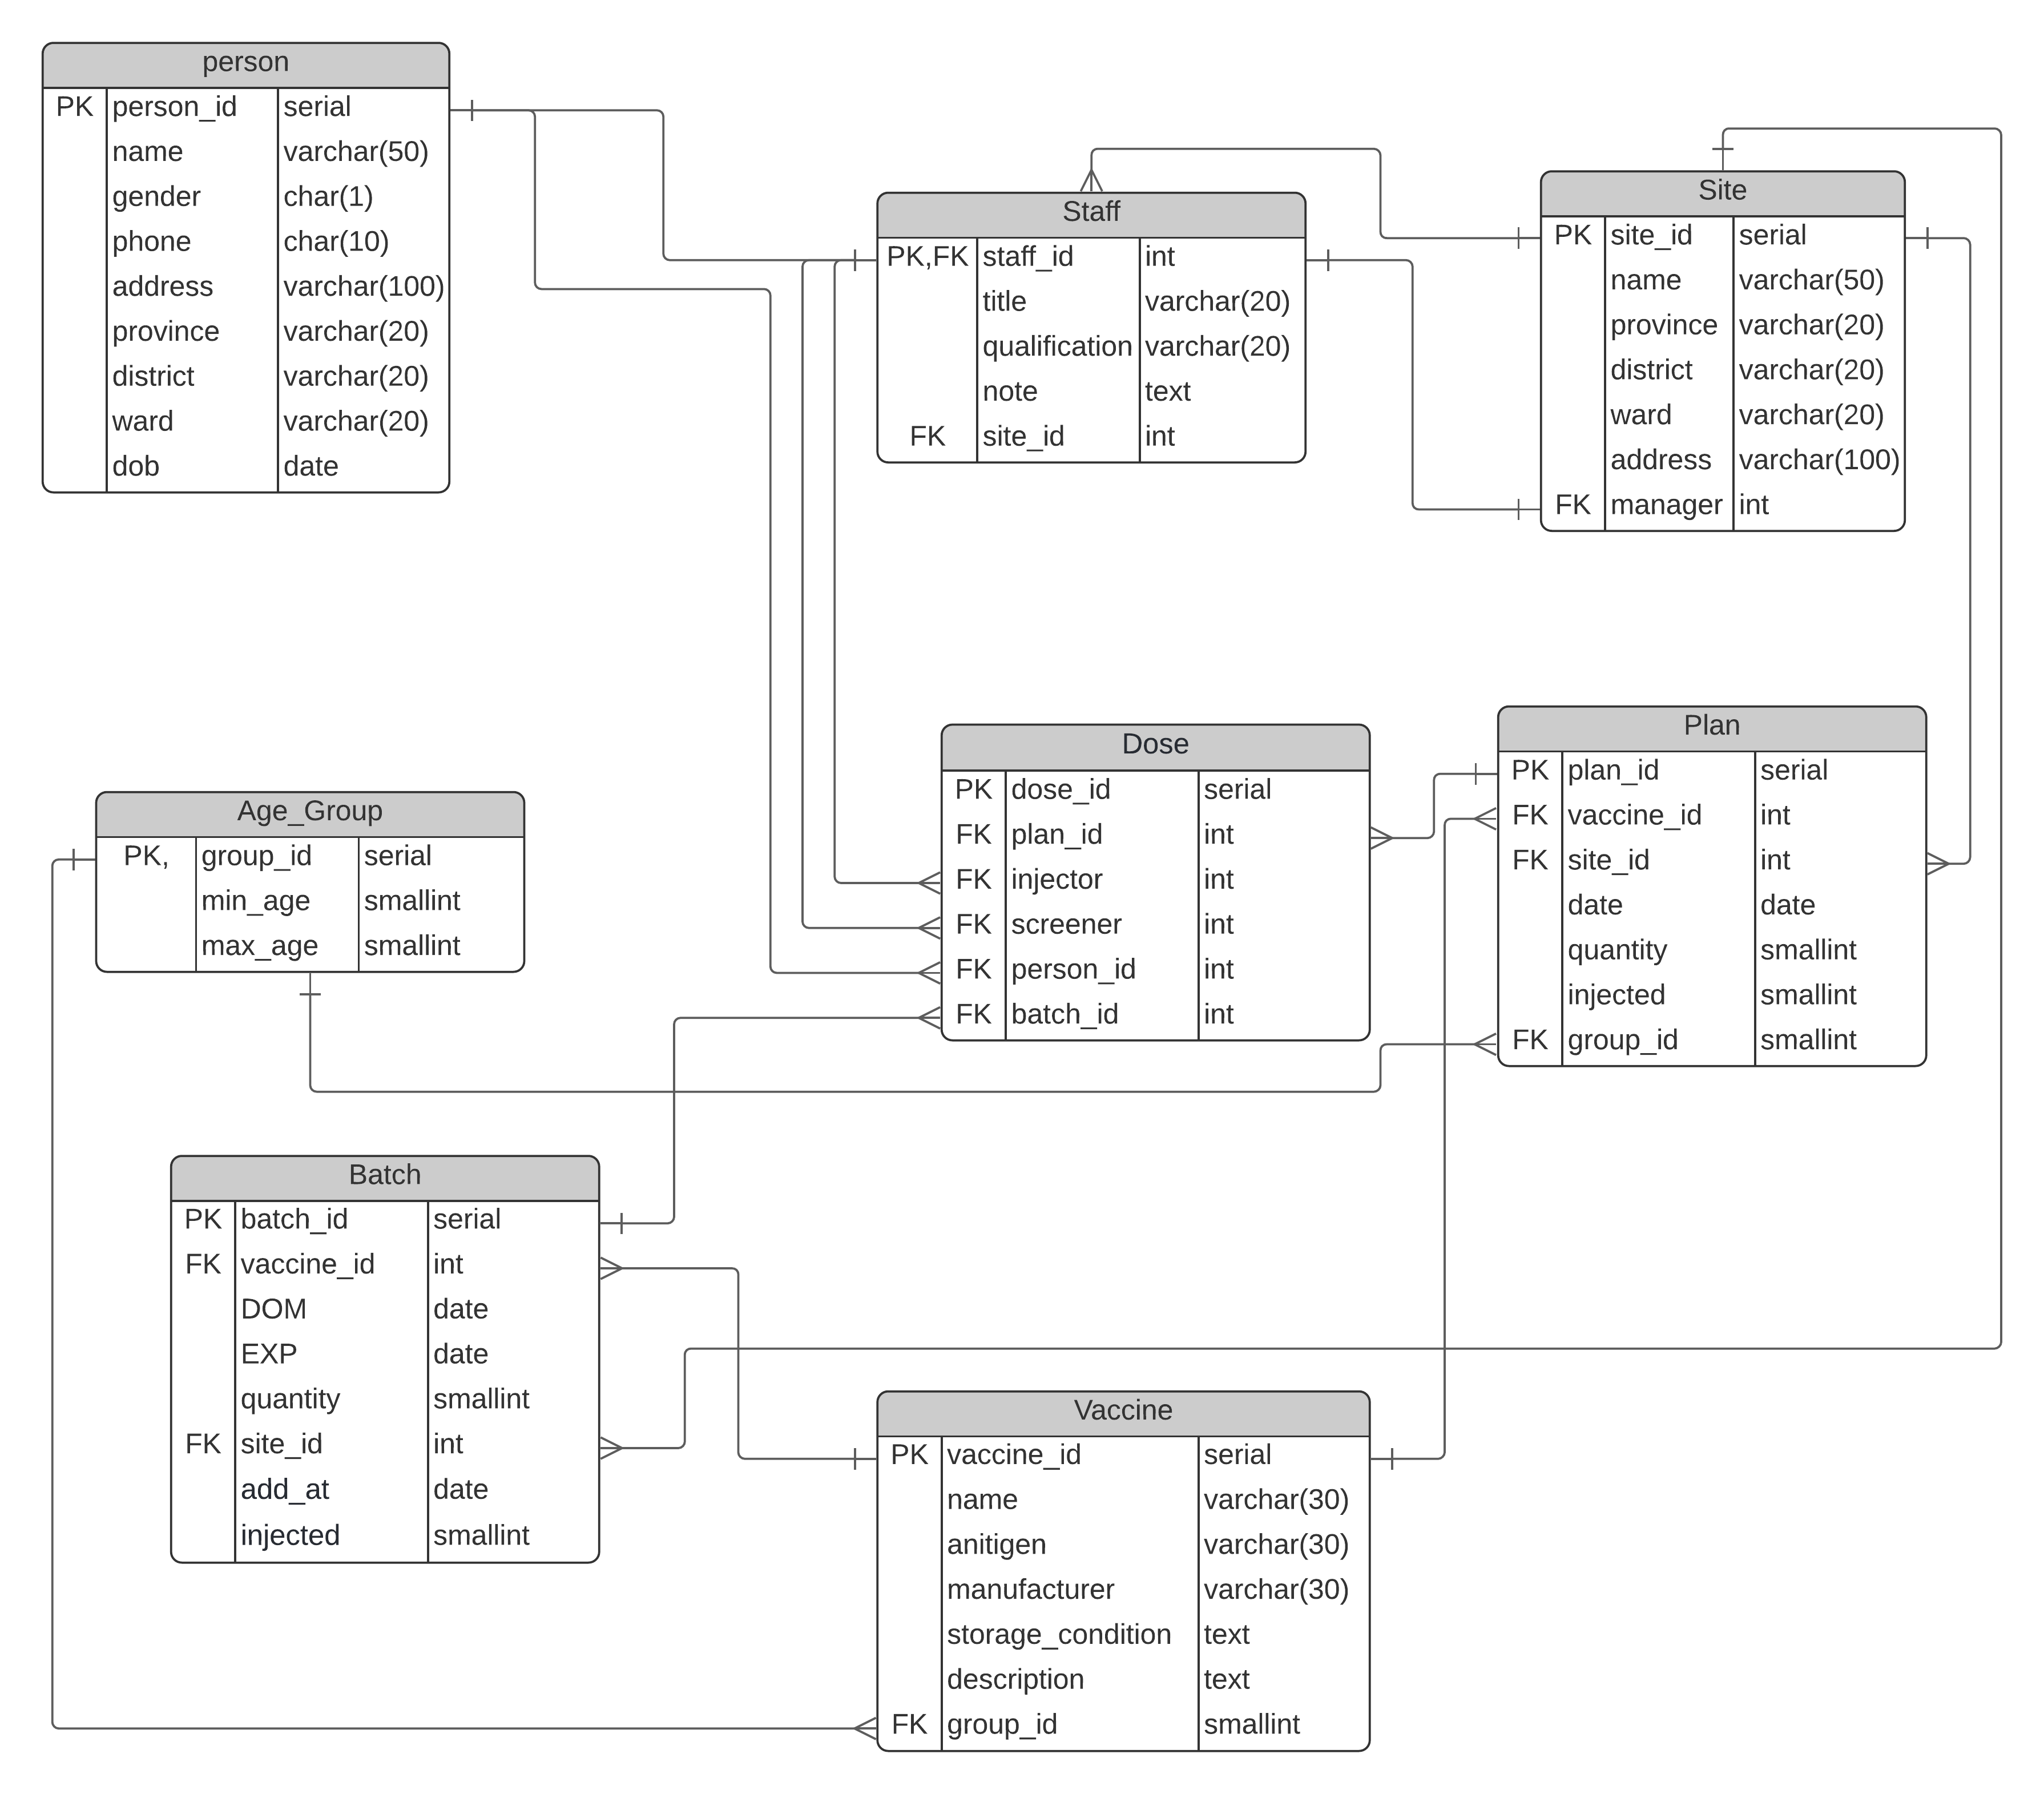 person
PK person_id serial
name varchar(50)
gender char(1)
phone char(10)
address varchar(100)
province varchar(20)
district varchar(20)
ward varchar(20)
dob date
Staff
PK,FK staff_id int
title varchar(20)
qualification varchar(20)
note text
FK site_id int
Site
PK site_id serial
name varchar(50)
province varchar(20)
district varchar(20)
ward varchar(20)
address varchar(100)
FK manager int
Dose
PK dose_id serial
FK plan_id int
FK injector int
FK screener int
FK person_id int
FK batch_id int
Plan
PK plan_id serial
FK vaccine_id int
FK site_id int
date date
quantity smallint
injected smallint
FK group_id smallint
Age_Group
PK, group_id serial
min_age smallint
max_age smallint
Batch
PK batch_id serial
FK vaccine_id int
DOM date
EXP date
quantity smallint
FK site_id int
add_at date
injected smallint
Vaccine
PK vaccine_id serial
name varchar(30)
anitigen varchar(30)
manufacturer varchar(30)
storage_condition text
description text
FK group_id smallint